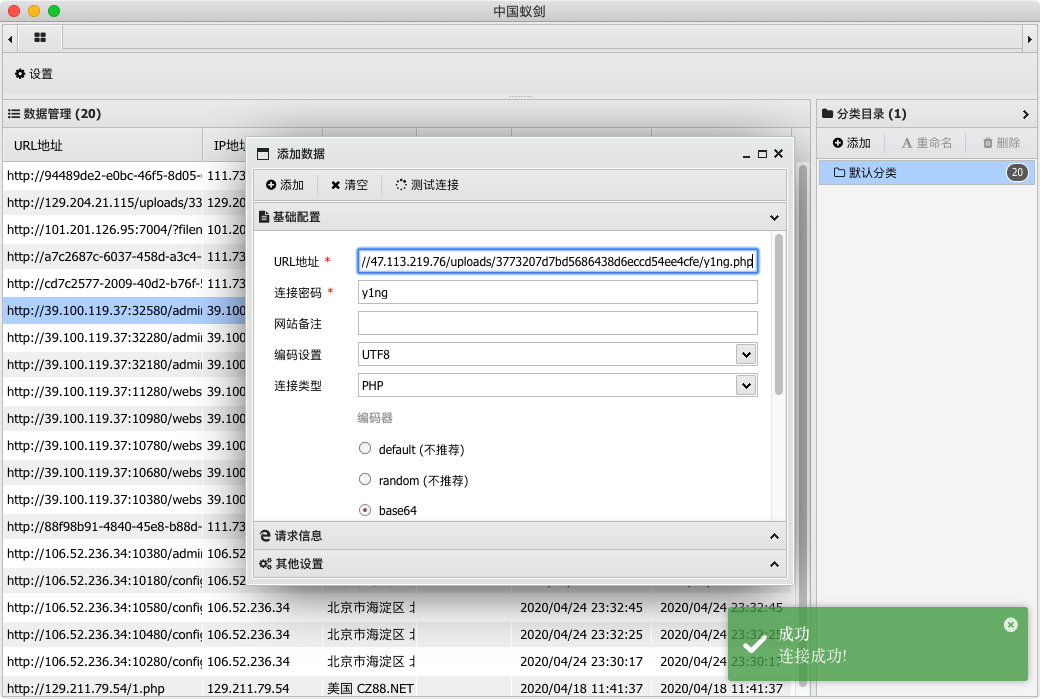 中国蚁剑
设置
数据管理 (20)
分类目录 (1)
URL地址
IP地址
添加
重命名
删除
默认分类
20
http://94489de2-e0bc-46f5-8d05- 111.73
http://129.204.21.115/uploads/33 129.20
http://101.201.126.95:7004/?filen 101.20
http://a7c2687c-6037-458d-a3c4- 111.73
http://cd7c2577-2009-40d2-b76f- 111.73
http://39.100.119.37:32580/admi 39.100
http://39.100.119.37:32280/admi 39.100
http://39.100.119.37:32180/admi 39.100
http://39.100.119.37:11280/webs 39.100
http://39.100.119.37:10980/webs 39.100
http://39.100.119.37:10780/webs 39.100
http://39.100.119.37:10680/webs 39.100
http://39.100.119.37:10380/webs 39.100
http://88f98b91-4840-45e8-b88d- 111.73
http://106.52.236.34:10380/admi 106.52
http://106.52.236.34:10180/config 106.52
http://106.52.236.34:10580/config 106.52.236.34 北京市海淀区 2020/04/24 23:32:45 2020/04/24 23:32:45
http://106.52.236.34:10480/config 106.52.236.34 北京市海淀区 2020/04/24 23:32:25 2020/04/24 23:32:25
http://106.52.236.34:10280/config 106.52.236.34 北京市海淀区 2020/04/24 23:30:17 2020/04/24 23:30:17
http://129.211.79.54/1.php 129.211.79.54 美国 CZ88.NET 2020/04/18 11:41:37 2020/04/18 11:41:37
添加数据
添加 清空 测试连接
基础配置
URL地址 * //47.113.219.76/uploads/3773207d7bd5686438d6eccd54ee4cfe/y1ng.php
连接密码 * y1ng
网站备注
编码设置 UTF8
连接类型 PHP
编码器
default (不推荐)
random (不推荐)
base64
请求信息
其他设置
成功
连接成功!